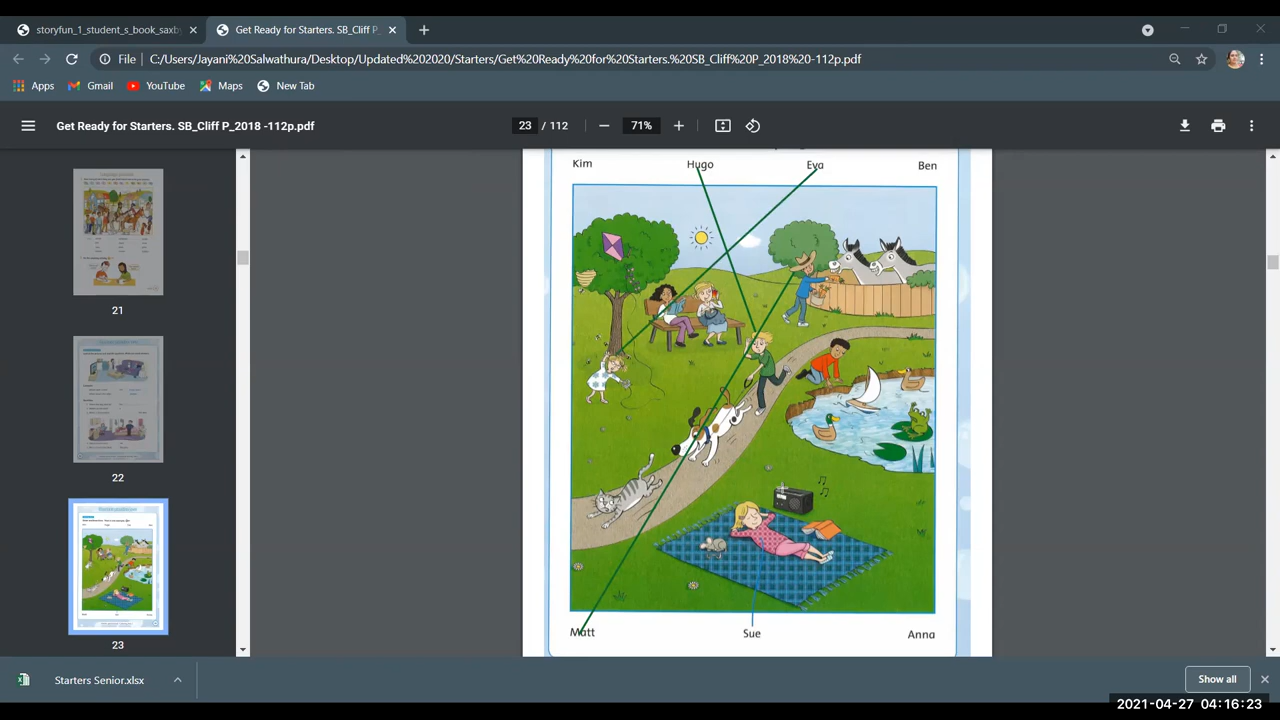 storyfun_1_student_s_book_saxb
Get Ready for Starters. SB_Cliff P_
File
C:/Users/Jayani%20Salwathura/Desktop/Updated%202020/Starters/Get%20Ready%20for%20Starters.%20SB_Cliff%20P_2018%20-112p.pdf
Apps
Gmail
YouTube
Maps
New Tab
Get Ready for Starters. SB_Cliff P_2018 -112p.pdf
23 / 112
71%
21
22
23
Kim
Hugo
Eva
Ben
Matt
Sue
Anna
Starters Senior.xlsx
Show all
2021-04-27 04:16:23